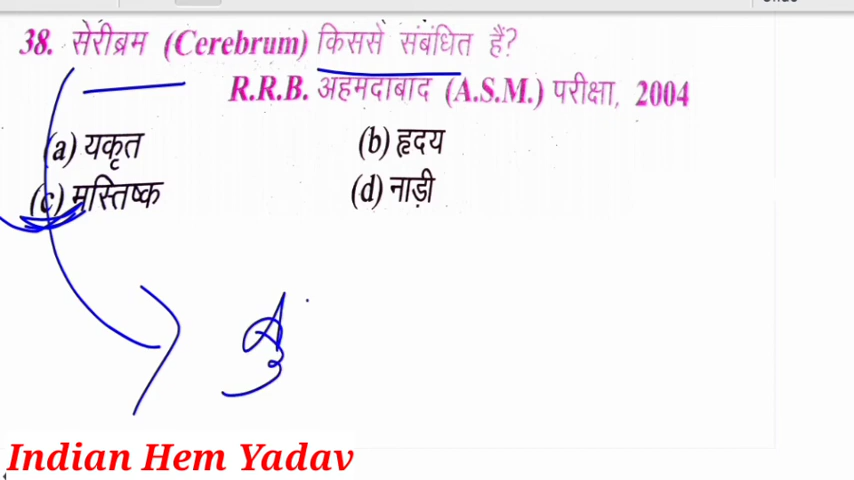 38. सेरीब्रम (Cerebrum) किससे संबंधित हैं?
R.R.B. अहमदाबाद (A.S.M.) परीक्षा, 2004
(a) यकृत (b) हृदय
(c) मस्तिष्क (d) नाड़ी
Indian Hem Yadav